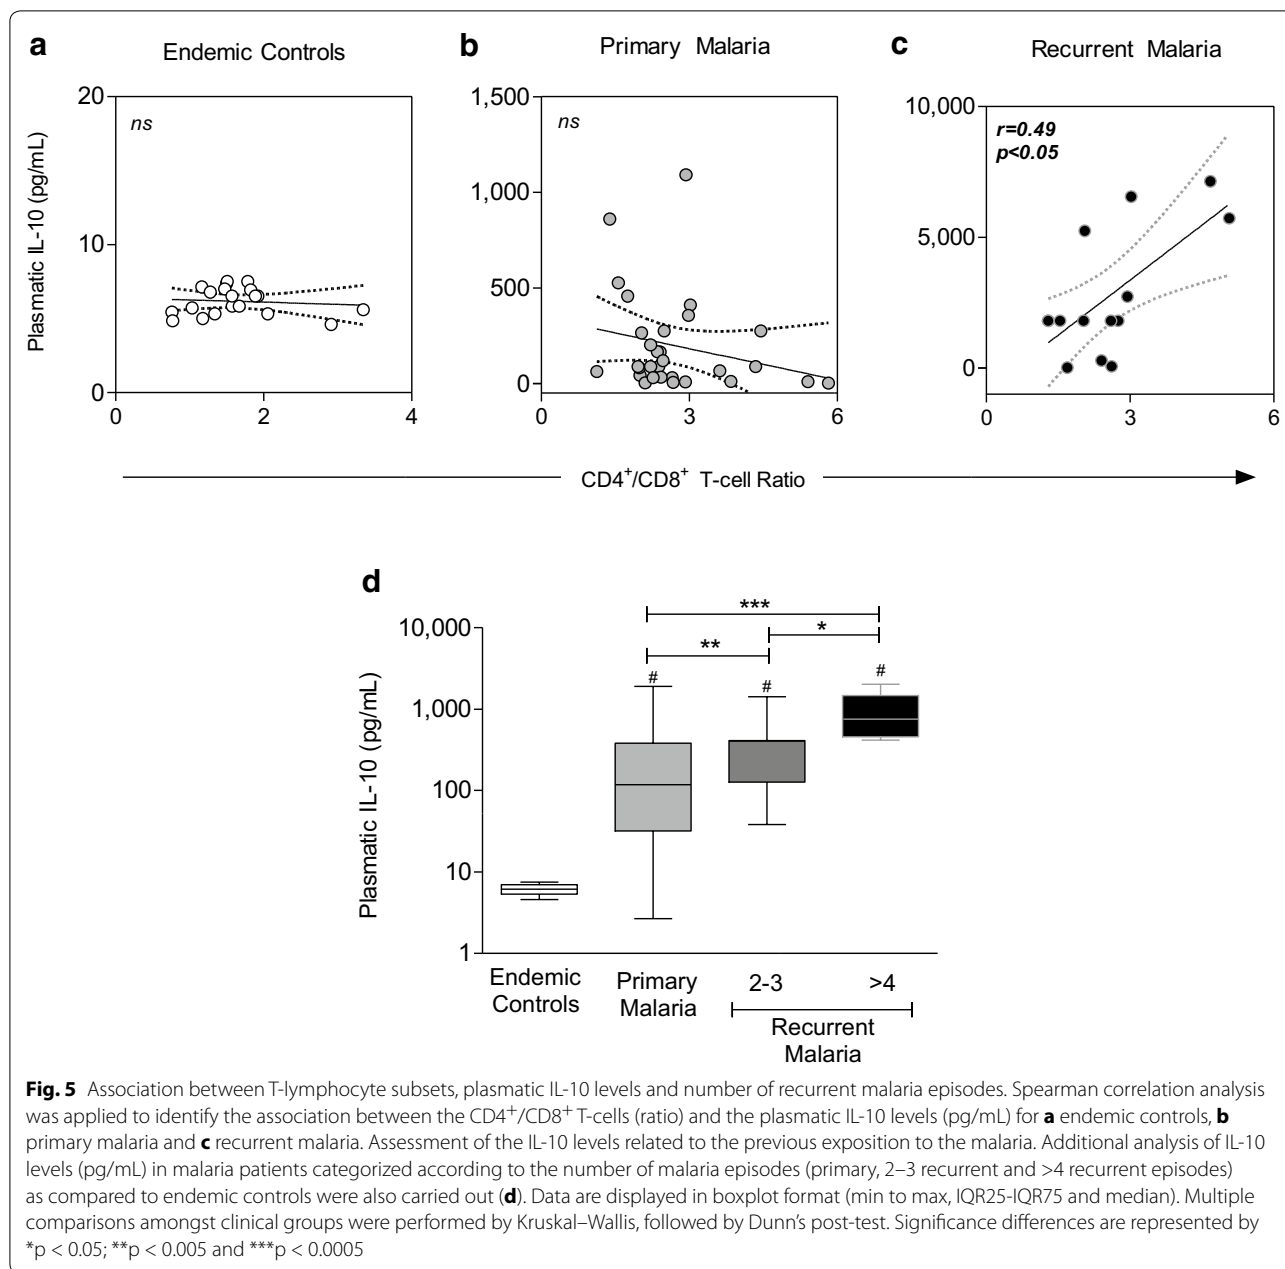 a
Endemic Controls
b
Primary Malaria
c
Recurrent Malaria
Plasmatic IL-10 (pg/mL)
20
10
0
0 2 4
ns
1,500
1,000
500
0
0 2 4 6
ns
10,000
5,000
0
0 3 6
r=0.49
p<0.05
CD4+/CD8+ T-cell Ratio
d
Plasmatic IL-10 (pg/mL)
10,000
1,000
100
10
1
***
*
**
# # #
Endemic
Controls
Primary
Malaria
2-3
>4
Recurrent
Malaria
Fig. 5 Association between T-lymphocyte subsets, plasmatic IL-10 levels and number of recurrent malaria episodes. Spearman correlation analysis
was applied to identify the association between the CD4+/CD8+ T-cells (ratio) and the plasmatic IL-10 levels (pg/mL) for a endemic controls, b
primary malaria and c recurrent malaria. Assessment of the IL-10 levels related to the previous exposition to the malaria. Additional analysis of IL-10
levels (pg/mL) in malaria patients categorized according to the number of malaria episodes (primary, 2–3 recurrent and >4 recurrent episodes)
as compared to endemic controls were also carried out (d). Data are displayed in boxplot format (min to max, IQR25-IQR75 and median). Multiple
comparisons amongst clinical groups were performed by Kruskal–Wallis, followed by Dunn's post-test. Significance differences are represented by
*p < 0.05; **p < 0.005 and ***p < 0.0005